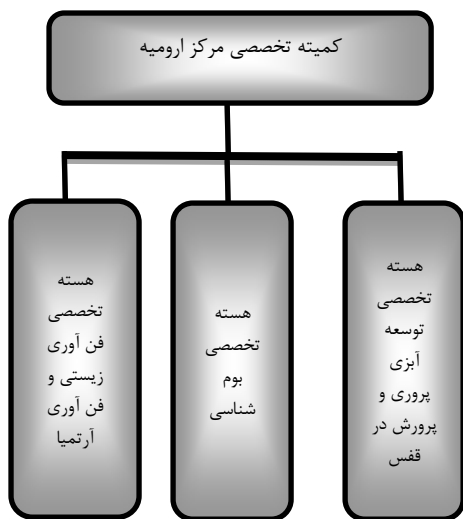 کمیته تخصصی مرکز ارومیه
هسته
تخصصی
توسعه
آبزی
پروری و
پرورش در
قفس
هسته
تخصصی
بوم
شناسی
هسته
تخصصی
فن آوری
زیستی و
فن آوری
آرتمیا